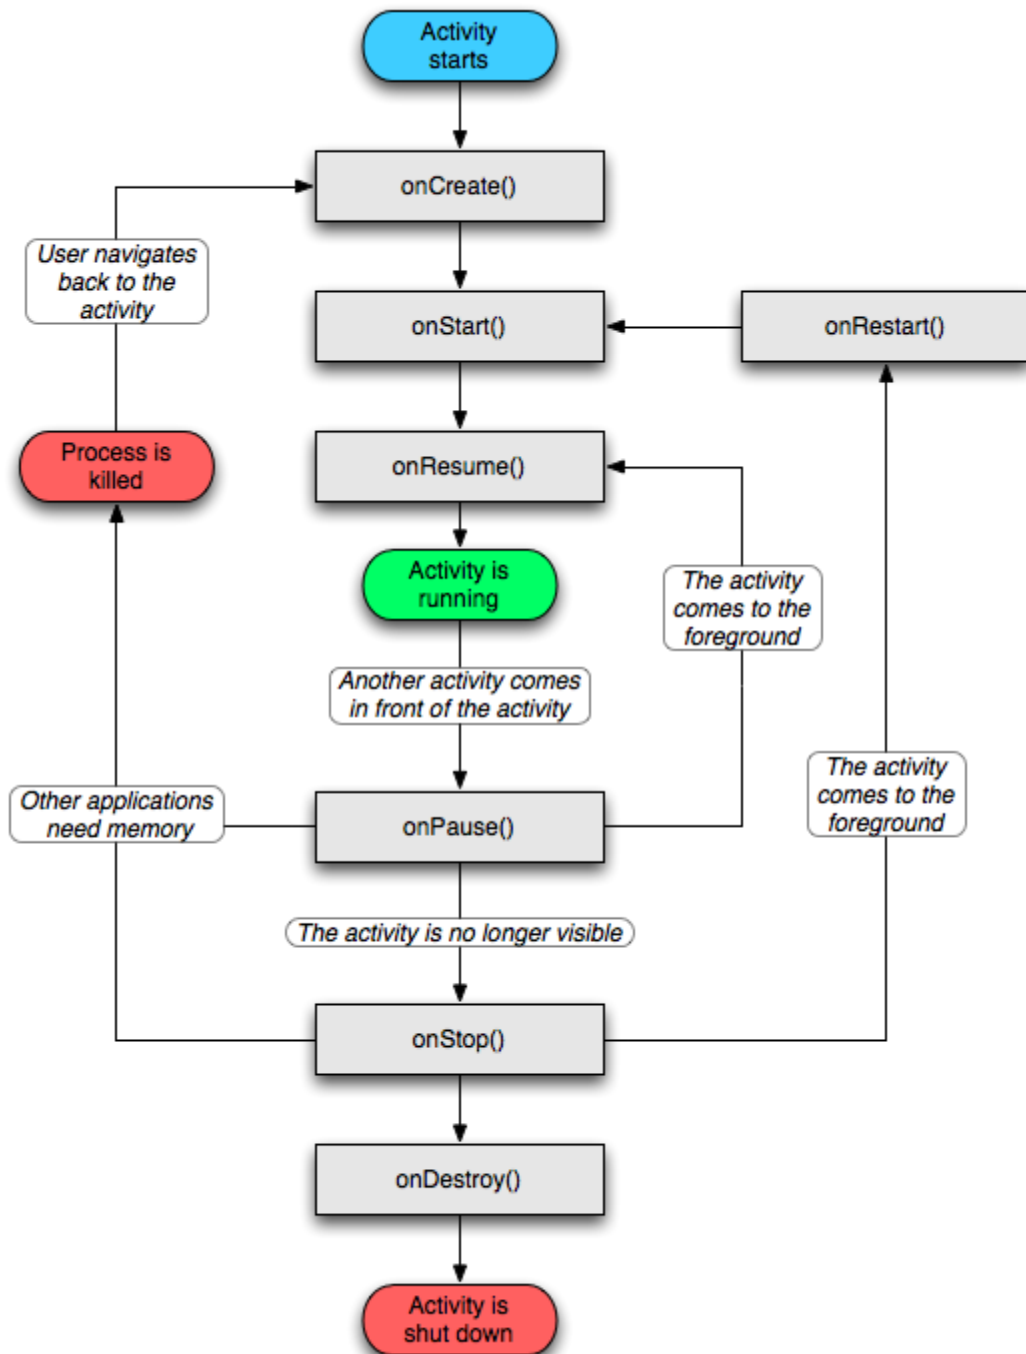 Activity
starts
onCreate()
User navigates
back to the
activity
onStart()
onRestart()
Process is
killed
onResume()
Activity is
running
The activity
comes to the
foreground
Another activity comes
in front of the activity
The activity
comes to the
foreground
Other applications
need memory
onPause()
The activity is no longer visible
onStop()
onDestroy()
Activity is
shut down